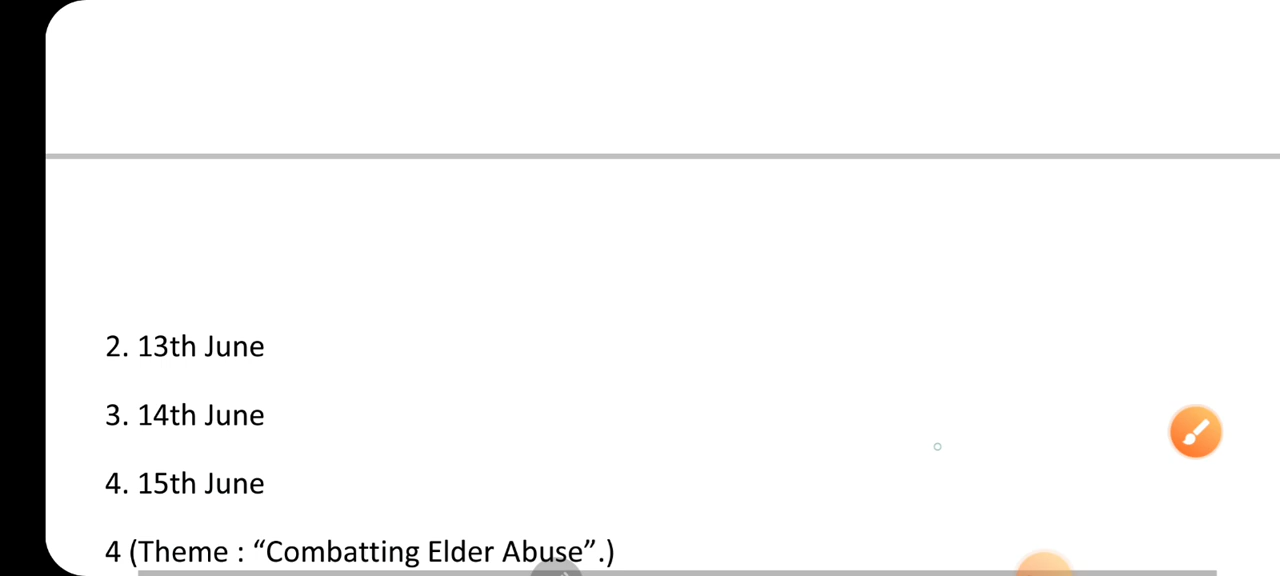 2. 13th June
3. 14th June
4. 15th June
4 (Theme : “Combatting Elder Abuse”.)